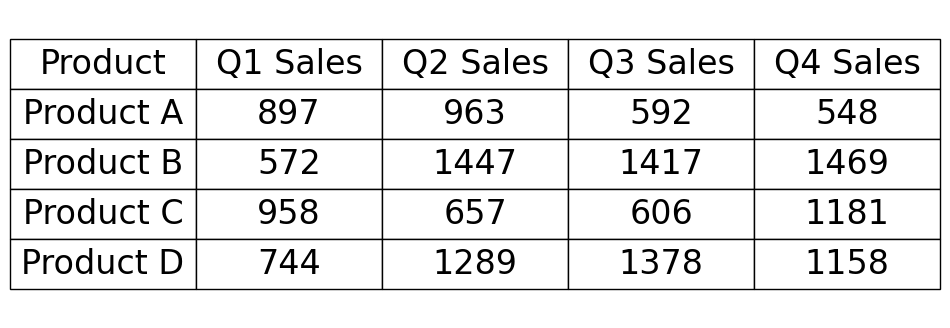 Product Q1 Sales Q2 Sales Q3 Sales Q4 Sales
Product A 897 963 592 548
Product B 572 1447 1417 1469
Product C 958 657 606 1181
Product D 744 1289 1378 1158